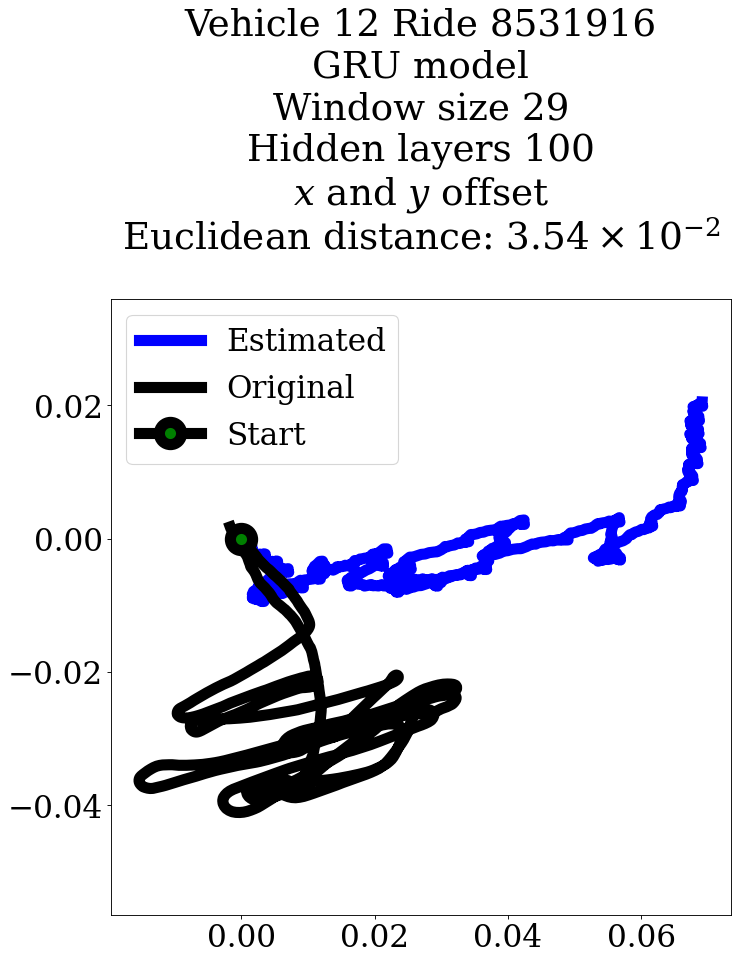 Vehicle 12 Ride 8531916
GRU model
Window size 29
Hidden layers 100
x and y offset
Euclidean distance: 3.54 × 10⁻²
Estimated
Original
Start
0.02
0.00
−0.02
−0.04
0.00 0.02 0.04 0.06